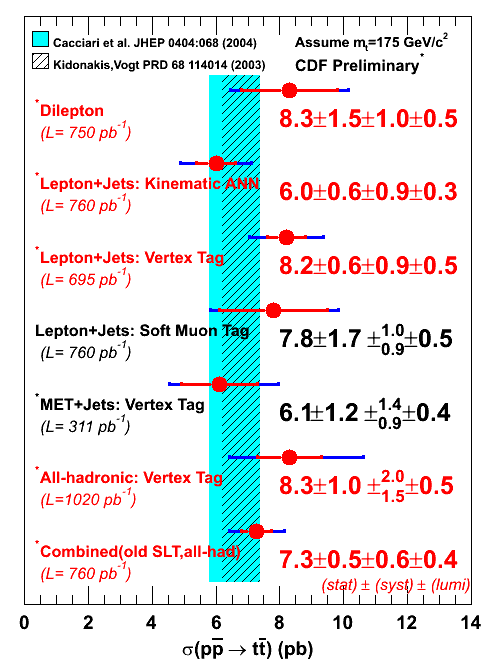 Cacciari et al. JHEP 0404:068 (2004)
Assume mt=175 GeV/c2
Kidonakis,Vogt PRD 68 114014 (2003)
CDF Preliminary*
*Dilepton
8.3±1.5±1.0±0.5
(L= 750 pb-1)
*Lepton+Jets: Kinematic ANN
6.0±0.6±0.9±0.3
(L= 760 pb-1)
*Lepton+Jets: Vertex Tag
8.2±0.6±0.9±0.5
(L= 695 pb-1)
Lepton+Jets: Soft Muon Tag
7.8±1.7 ±1.0 0.9±0.5
(L= 760 pb-1)
*MET+Jets: Vertex Tag
6.1±1.2 ±1.4 0.9±0.4
(L= 311 pb-1)
*All-hadronic: Vertex Tag
8.3±1.0 ±2.0 1.5±0.5
(L=1020 pb-1)
*Combined(old SLT,all-had)
7.3±0.5±0.6±0.4
(L= 760 pb-1)
(stat) ± (syst) ± (lumi)
0 2 4 6 8 10 12 14
σ(pp̅ → tt̅) (pb)